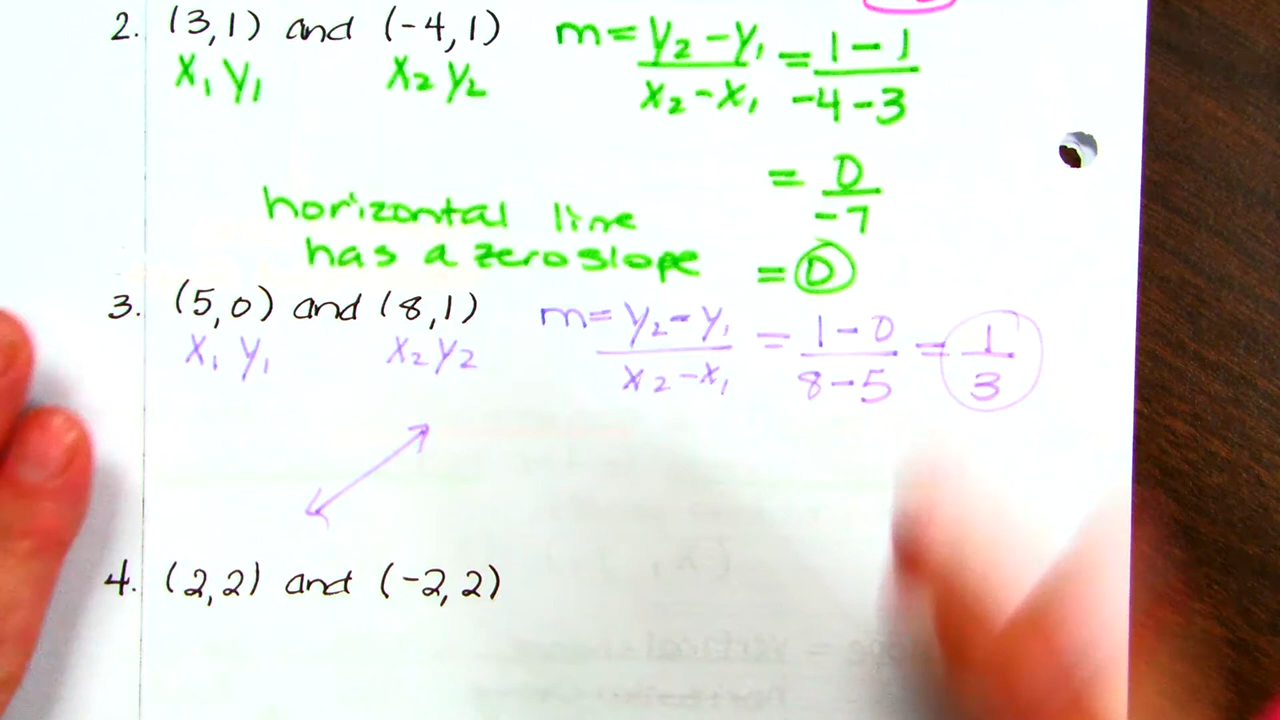 2. (3,1) and (-4,1) m = y₂-y₁/x₂-x₁ = 1-1/-4-3
x₁ y₁ x₂ y₂
= 0/-7
horizontal line
has a zero slope = 0
3. (5,0) and (8,1) m = y₂-y₁/x₂-x₁ = 1-0/8-5 = 1/3
x₁ y₁ x₂ y₂
4. (2,2) and (-2,2)